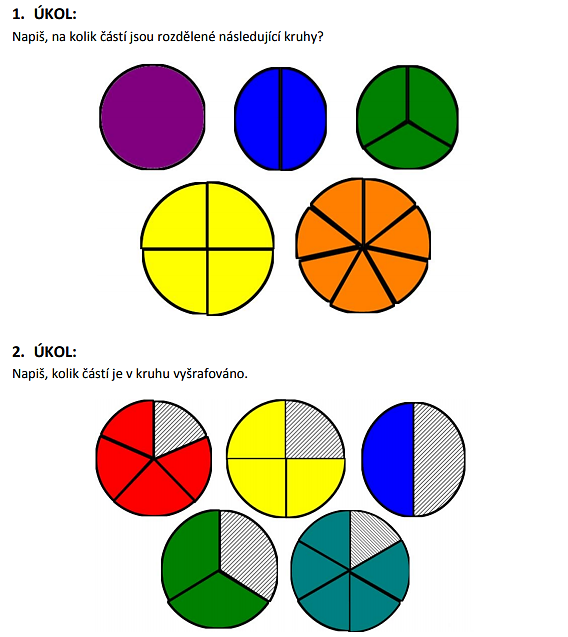 1. ÚKOL:
Napiš, na kolik částí jsou rozdělené následující kruhy?
2. ÚKOL:
Napiš, kolik částí je v kruhu vyšrafováno.